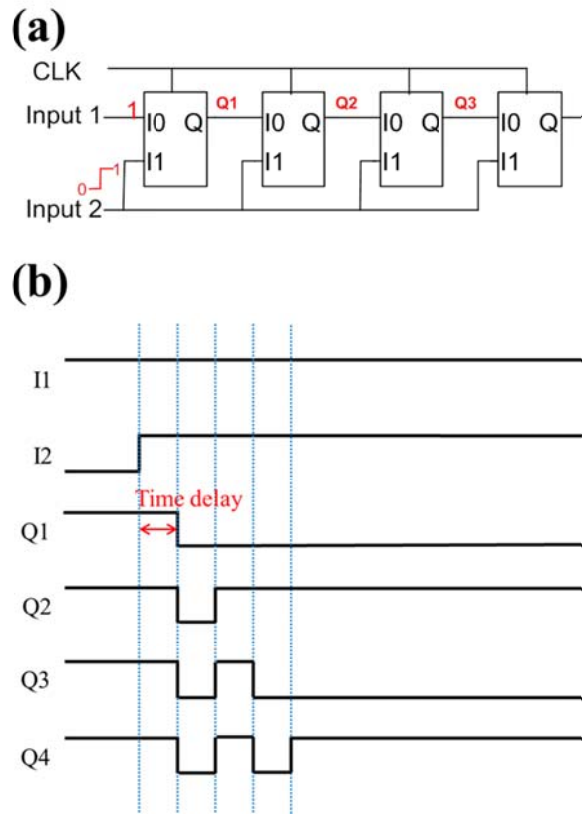 (a)
CLK
Input 1
1
Q1
Q2
Q3
I0 Q
I0 Q
I0 Q
I0 Q
I1
I1
I1
I1
0 1
Input 2
(b)
I1
I2
Time delay
Q1
Q2
Q3
Q4